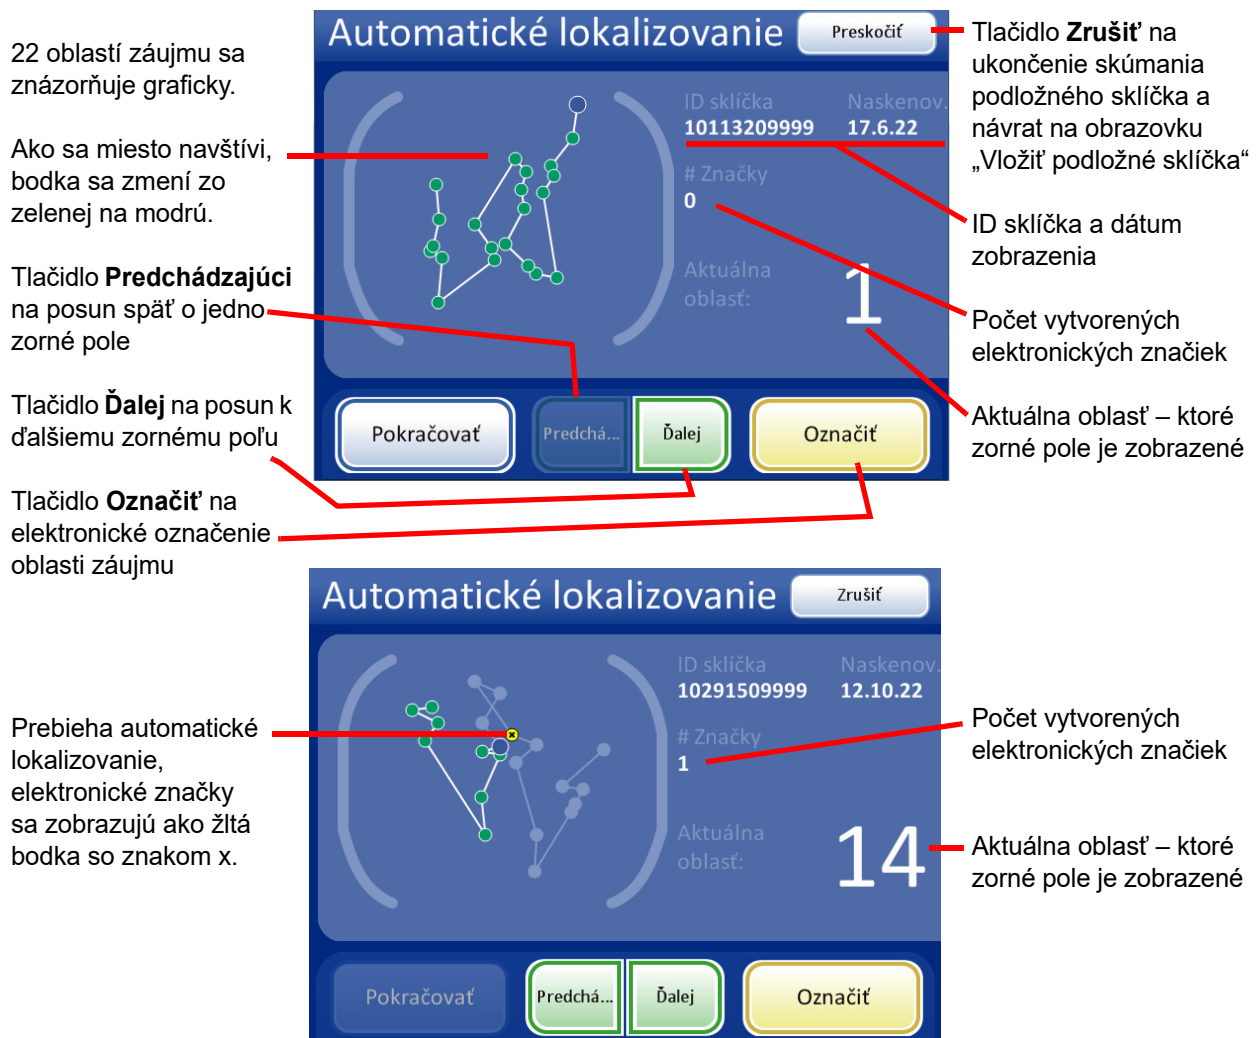 22 oblastí záujmu sa
znázorňuje graficky.
Ako sa miesto navštívi,
bodka sa zmení zo
zelenej na modrú.
Tlačidlo Predchádzajúci
na posun späť o jedno
zorné pole
Tlačidlo Ďalej na posun k
ďalšiemu zornému poľu
Tlačidlo Označiť na
elektronické označenie
oblasti záujmu
Automatické lokalizovanie
Preskočiť
ID sklíčka
Naskenov.
10113209999
17.6.22
# Značky
0
Aktuálna
oblasť:
1
Pokračovať
Predchá...
Ďalej
Označiť
Tlačidlo Zrušiť na
ukončenie skúmania
podložného sklíčka a
návrat na obrazovku
„Vložiť podložné sklíčka“
ID sklíčka a dátum
zobrazenia
Počet vytvorených
elektronických značiek
Aktuálna oblasť – ktoré
zorné pole je zobrazené
Prebieha automatické
lokalizovanie,
elektronické značky
sa zobrazujú ako žltá
bodka so znakom x.
Automatické lokalizovanie
Zrušiť
ID sklíčka
Naskenov.
10291509999
12.10.22
# Značky
1
Aktuálna
oblasť:
14
Pokračovať
Predchá...
Ďalej
Označiť
Počet vytvorených
elektronických značiek
Aktuálna oblasť – ktoré
zorné pole je zobrazené